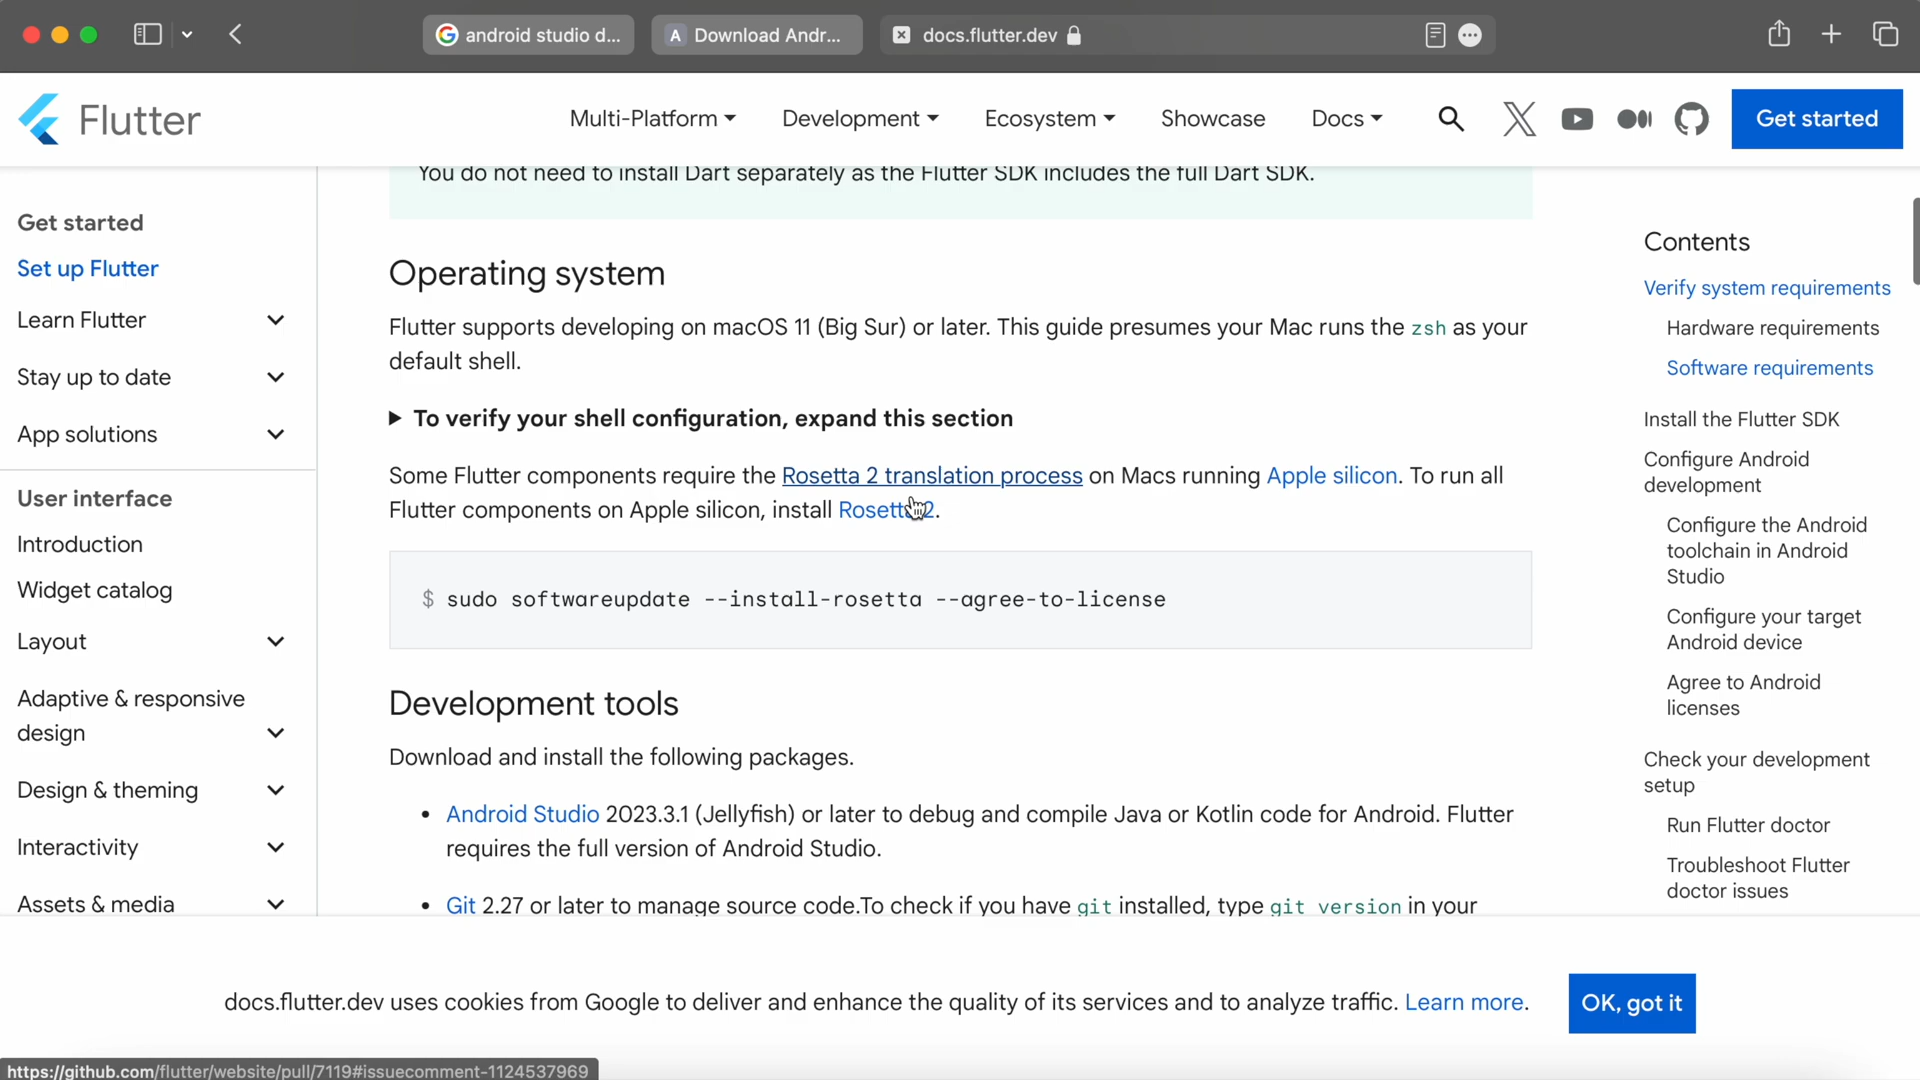 android studio d...
A Download Andr...
docs.flutter.dev
Flutter
Multi-Platform
Development
Ecosystem
Showcase
Docs
Get started
Get started
Set up Flutter
Learn Flutter
Stay up to date
App solutions
User interface
Introduction
Widget catalog
Layout
Adaptive & responsive
design
Design & theming
Interactivity
Assets & media
You do not need to install Dart separately as the Flutter SDK includes the full Dart SDK.
Operating system
Flutter supports developing on macOS 11 (Big Sur) or later. This guide presumes your Mac runs the zsh as your
default shell.
To verify your shell configuration, expand this section
Some Flutter components require the Rosetta 2 translation process on Macs running Apple silicon. To run all
Flutter components on Apple silicon, install Rosetta 2.
$ sudo softwareupdate --install-rosetta --agree-to-license
Development tools
Download and install the following packages.
• Android Studio 2023.3.1 (Jellyfish) or later to debug and compile Java or Kotlin code for Android. Flutter
requires the full version of Android Studio.
• Git 2.27 or later to manage source code.To check if you have git installed, type git version in your
Contents
Verify system requirements
Hardware requirements
Software requirements
Install the Flutter SDK
Configure Android
development
Configure the Android
toolchain in Android
Studio
Configure your target
Android device
Agree to Android
licenses
Check your development
setup
Run Flutter doctor
Troubleshoot Flutter
doctor issues
docs.flutter.dev uses cookies from Google to deliver and enhance the quality of its services and to analyze traffic. Learn more.
OK, got it
https://github.com/flutter/website/pull/7119#issuecomment-1124537969